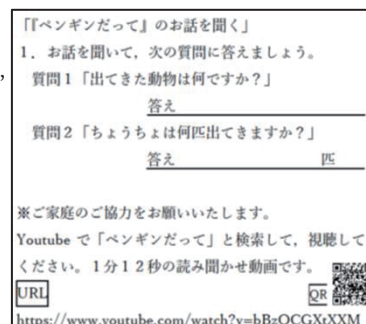 「『ペンギンだって』のお話を聞く」
1．お話を聞いて，次の質問に答えましょう。
質問1「出てきた動物は何ですか？」
答え
質問2「ちょうちょは何匹出てきますか？」
答え　匹
※ご家庭のご協力をお願いいたします。
Youtube で「ペンギンだって」と検索して，視聴して
ください。1分12秒の読み聞かせ動画です。
URL　QR
https://www.youtube.com/watch?v=bBzOCGXtXXM